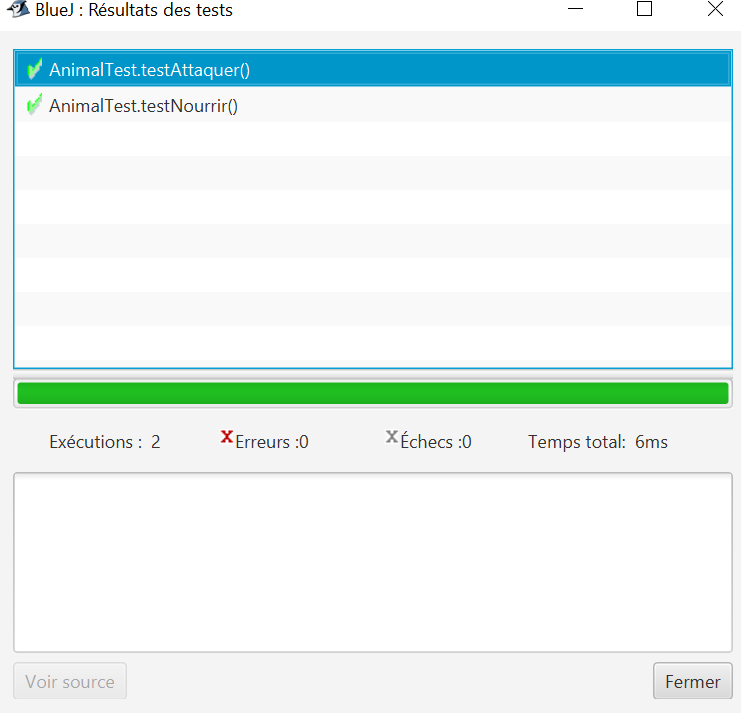 BlueJ : Résultats des tests
AnimalTest.testAttaquer()
AnimalTest.testNourrir()
Exécutions : 2 x Erreurs :0 x Échecs :0 Temps total: 6ms
Voir source Fermer